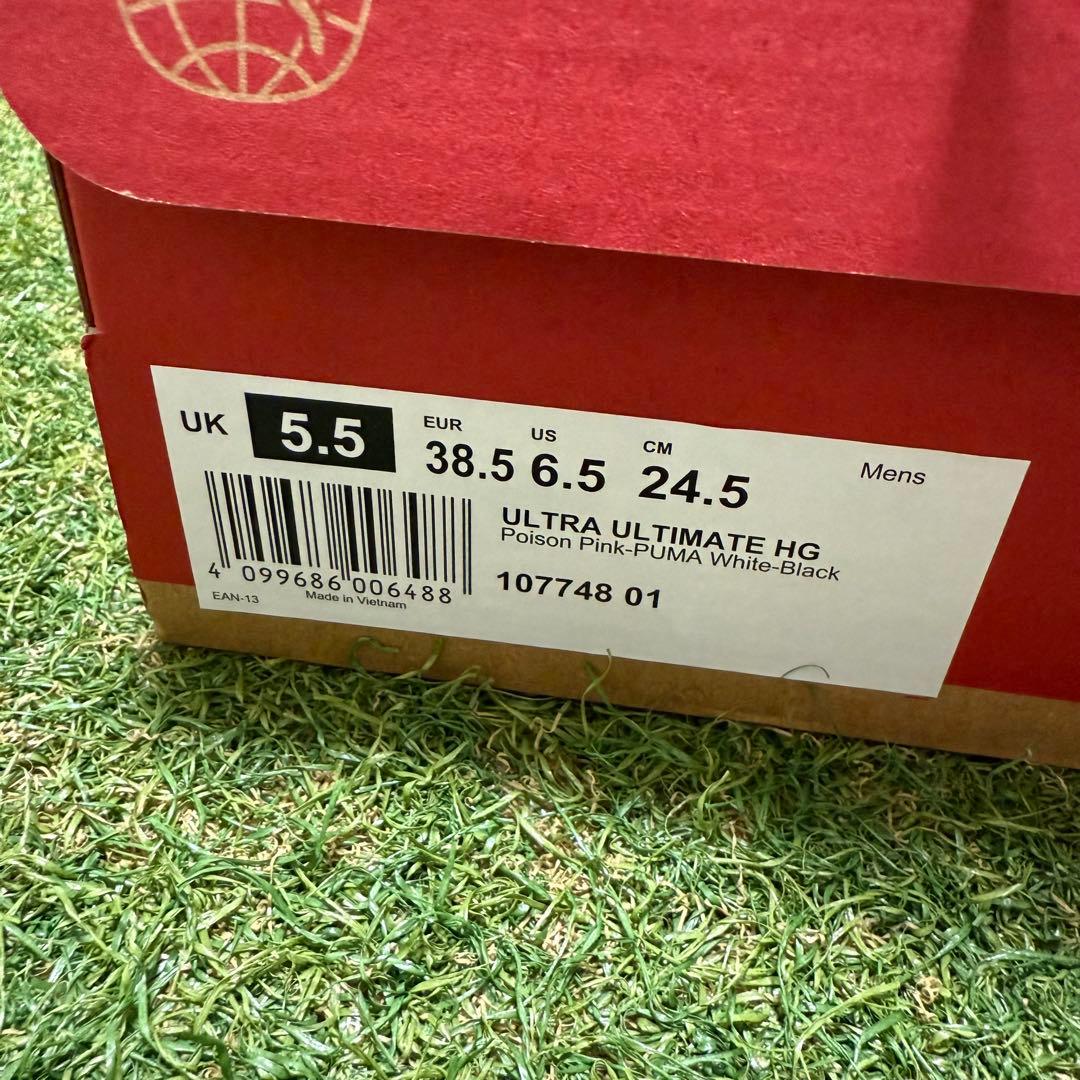 UK 5.5 EUR 38.5 US 6.5 CM 24.5 Mens
ULTRA ULTIMATE HG
Poison Pink-PUMA White-Black
107748 01
4 099686 006488
EAN-13 Made in Vietnam